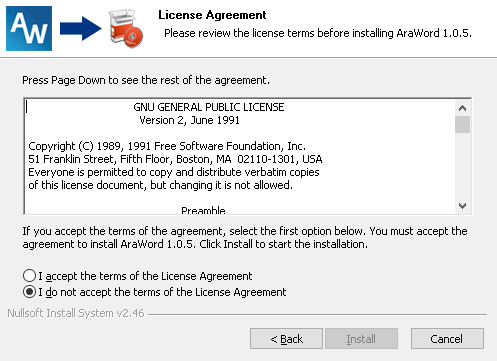 AW
License Agreement
Please review the license terms before installing AraWord 1.0.5.
Press Page Down to see the rest of the agreement.
GNU GENERAL PUBLIC LICENSE
Version 2, June 1991
Copyright (C) 1989, 1991 Free Software Foundation, Inc.
51 Franklin Street, Fifth Floor, Boston, MA  02110-1301, USA
Everyone is permitted to copy and distribute verbatim copies
of this license document, but changing it is not allowed.
Preamble
If you accept the terms of the agreement, select the first option below. You must accept the
agreement to install AraWord 1.0.5. Click Install to start the installation.
I accept the terms of the License Agreement
I do not accept the terms of the License Agreement
Nullsoft Install System v2.46
< Back
Install
Cancel